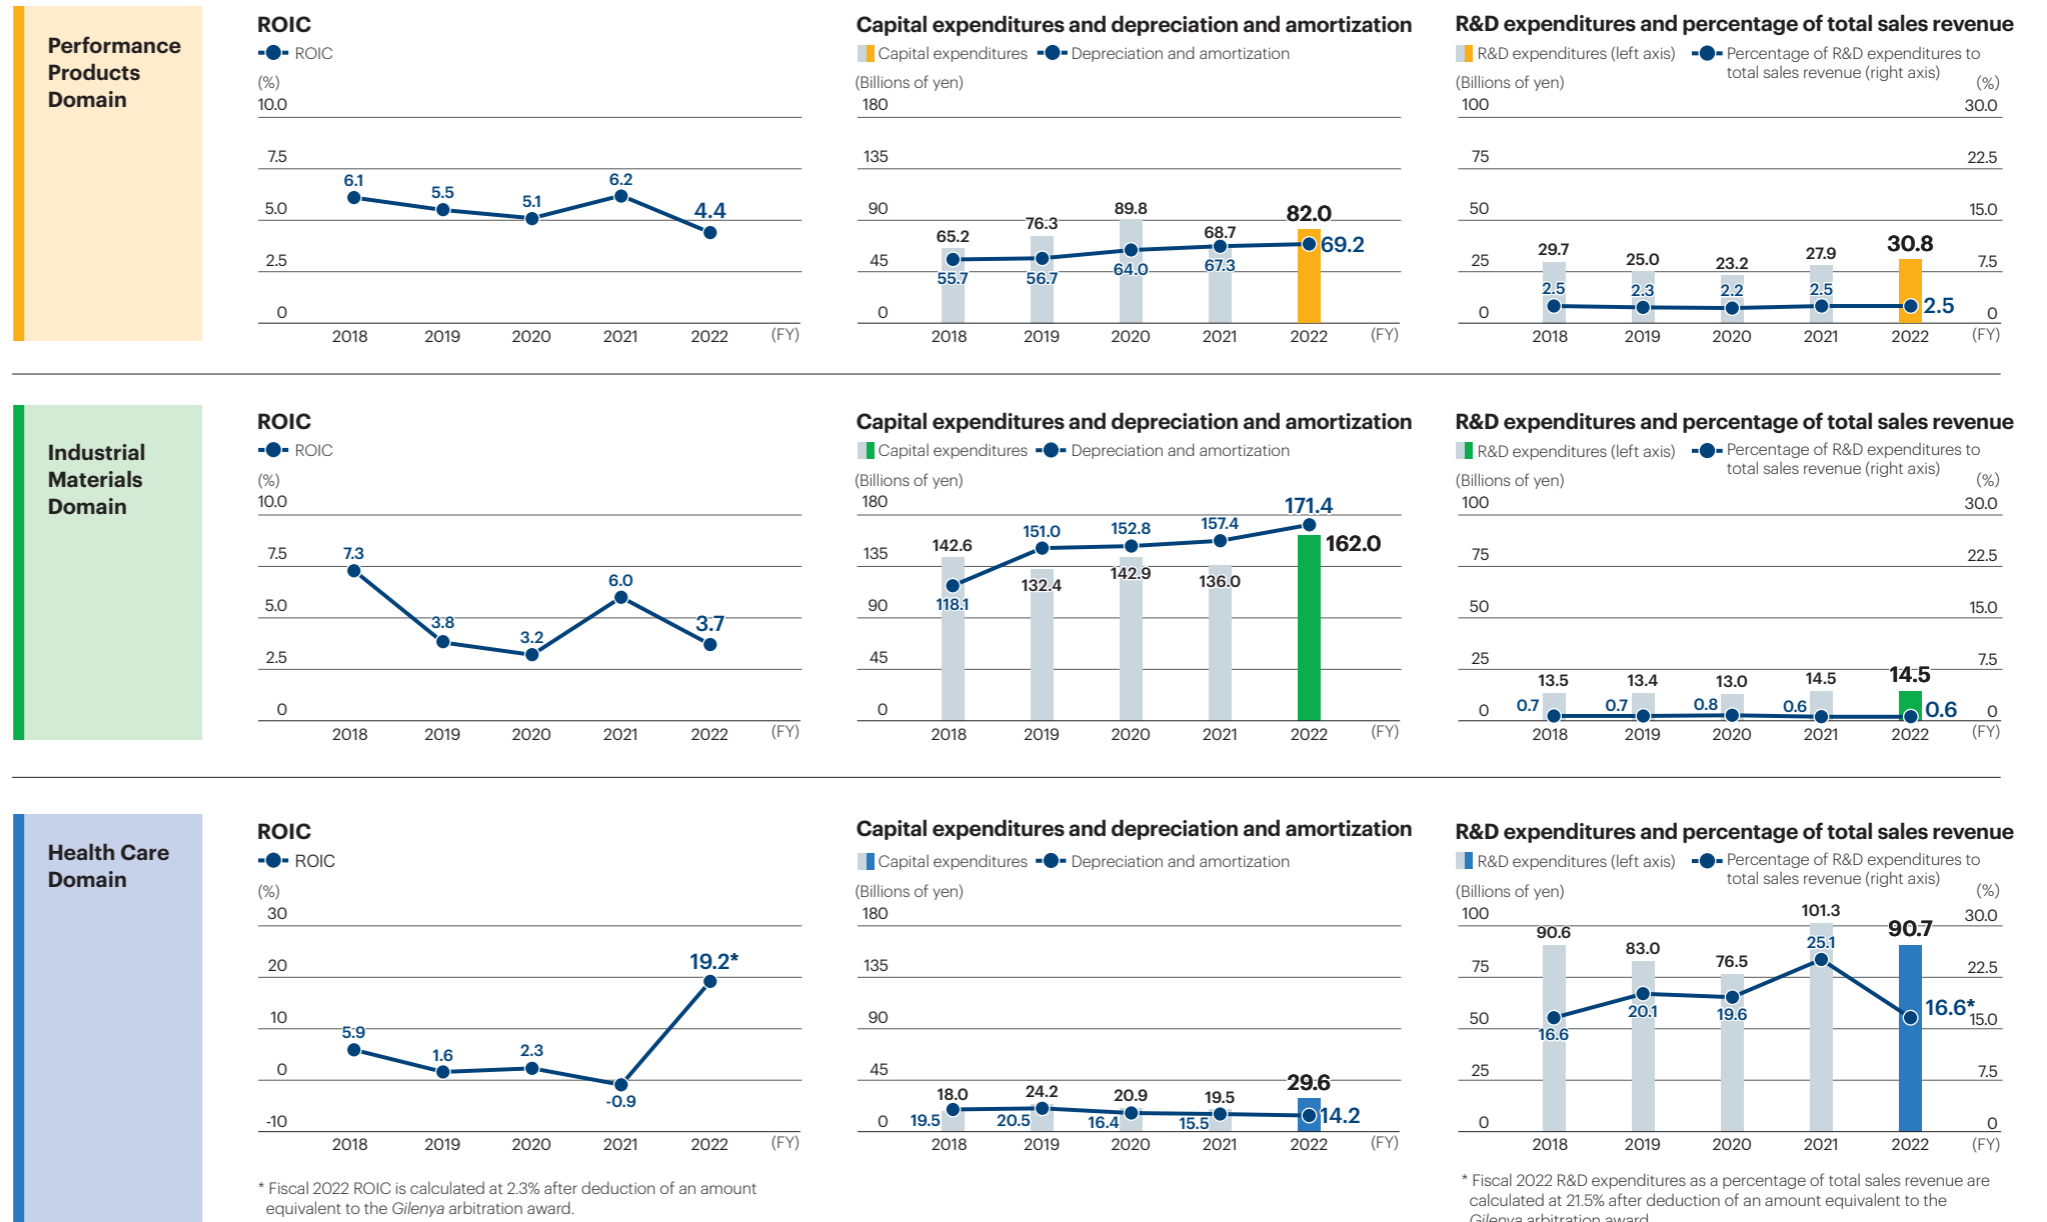 Performance
Products
Domain
ROIC
ROIC
(%)
10.0
7.5
5.0
2.5
0
6.1
5.5
5.1
6.2
4.4
2018 2019 2020 2021 2022 (FY)
Capital expenditures and depreciation and amortization
Capital expenditures Depreciation and amortization
(Billions of yen)
180
135
90
45
0
65.2 76.3 89.8 68.7 82.0
55.7 56.7 64.0 67.3 69.2
2018 2019 2020 2021 2022 (FY)
R&D expenditures and percentage of total sales revenue
R&D expenditures (left axis) Percentage of R&D expenditures to
total sales revenue (right axis)
(Billions of yen) (%)
100 30.0
75 22.5
50 15.0
25 7.5
0 0
29.7 25.0 23.2 27.9 30.8
2.5 2.3 2.2 2.5 2.5
2018 2019 2020 2021 2022 (FY)
Industrial
Materials
Domain
ROIC
ROIC
(%)
10.0
7.5
5.0
2.5
0
7.3
3.8
3.2
6.0
3.7
2018 2019 2020 2021 2022 (FY)
Capital expenditures and depreciation and amortization
Capital expenditures Depreciation and amortization
(Billions of yen)
180
135
90
45
0
142.6 151.0 152.8 157.4 171.4
118.1 132.4 142.9 136.0 162.0
2018 2019 2020 2021 2022 (FY)
R&D expenditures and percentage of total sales revenue
R&D expenditures (left axis) Percentage of R&D expenditures to
total sales revenue (right axis)
(Billions of yen) (%)
100 30.0
75 22.5
50 15.0
25 7.5
0 0
13.5 13.4 13.0 14.5 14.5
0.7 0.7 0.8 0.6 0.6
2018 2019 2020 2021 2022 (FY)
Health Care
Domain
ROIC
ROIC
(%)
30
20
10
0
-10
5.9
1.6
2.3
-0.9
19.2*
2018 2019 2020 2021 2022 (FY)
* Fiscal 2022 ROIC is calculated at 2.3% after deduction of an amount
equivalent to the Gilenya arbitration award.
Capital expenditures and depreciation and amortization
Capital expenditures Depreciation and amortization
(Billions of yen)
180
135
90
45
0
18.0 24.2 20.9 19.5 29.6
19.5 20.5 16.4 15.5 14.2
2018 2019 2020 2021 2022 (FY)
R&D expenditures and percentage of total sales revenue
R&D expenditures (left axis) Percentage of R&D expenditures to
total sales revenue (right axis)
(Billions of yen) (%)
100 30.0
75 22.5
50 15.0
25 7.5
0 0
90.6 83.0 76.5 101.3 90.7
16.6 20.1 19.6 25.1 16.6*
2018 2019 2020 2021 2022 (FY)
* Fiscal 2022 R&D expenditures as a percentage of total sales revenue are
calculated at 21.5% after deduction of an amount equivalent to the
Gilenya arbitration award.